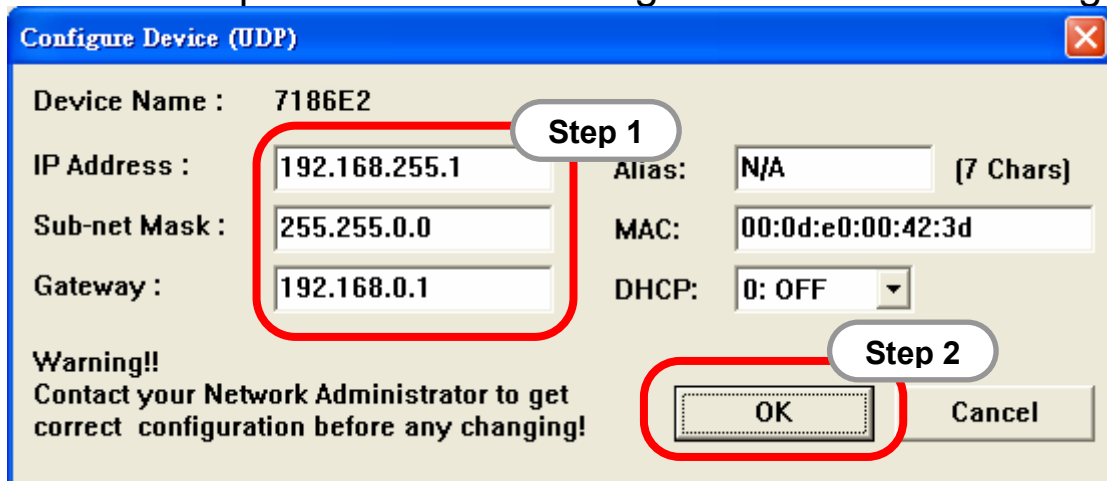 Configure Device (UDP)
Device Name : 7186E2
Step 1
IP Address : 192.168.255.1 Alias: N/A (7 Chars)
Sub-net Mask : 255.255.0.0 MAC: 00:0d:e0:00:42:3d
Gateway : 192.168.0.1 DHCP: 0: OFF
Warning!!
Step 2
Contact your Network Administrator to get
correct configuration before any changing!
OK Cancel